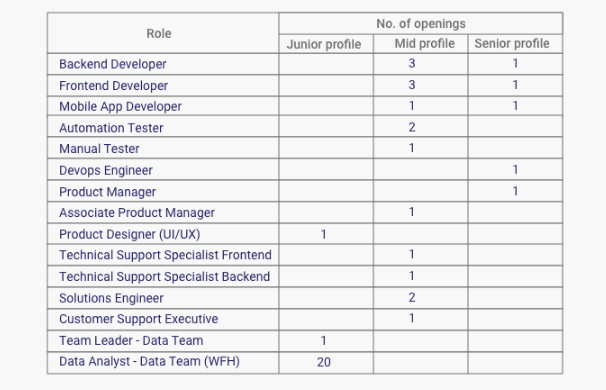 Role No. of openings
Junior profile Mid profile Senior profile
Backend Developer 3 1
Frontend Developer 3 1
Mobile App Developer 1 1
Automation Tester 2
Manual Tester 1
Devops Engineer 1
Product Manager 1
Associate Product Manager 1
Product Designer (UI/UX) 1
Technical Support Specialist Frontend 1
Technical Support Specialist Backend 1
Solutions Engineer 2
Customer Support Executive 1
Team Leader - Data Team 1
Data Analyst - Data Team (WFH) 20